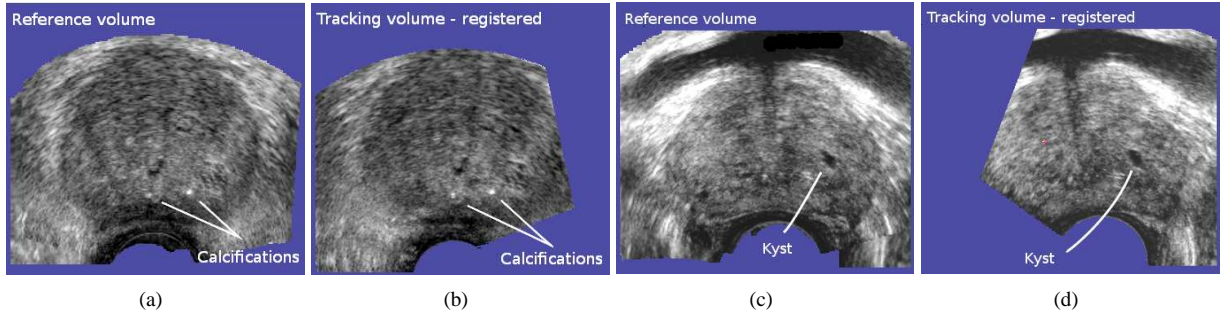 Reference volume
Calcifications
(a)
Tracking volume - registered
Calcifications
(b)
Reference volume
Kyst
(c)
Tracking volume - registered
Kyst
(d)